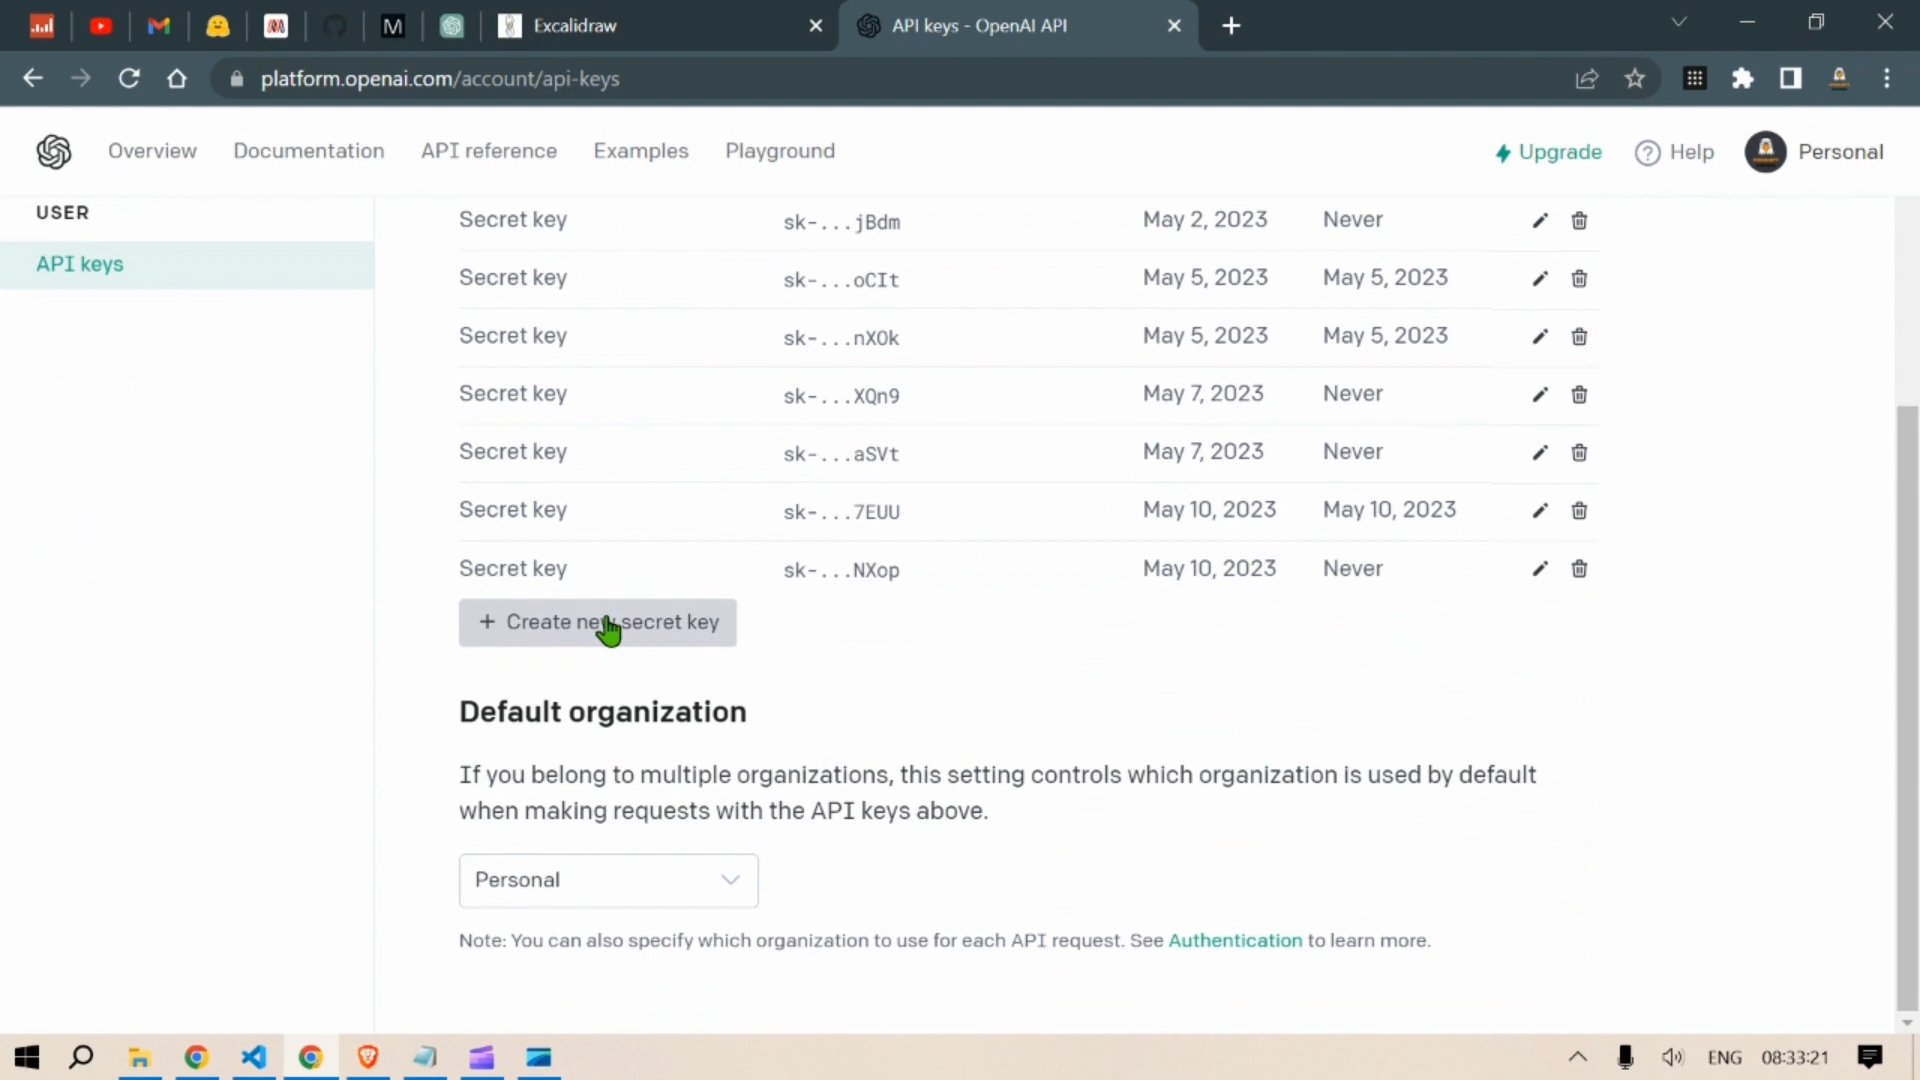 Excalidraw
API keys - OpenAI API
platform.openai.com/account/api-keys
Overview Documentation API reference Examples Playground Upgrade Help Personal
USER
API keys
Secret key sk-...jBdm May 2, 2023 Never
Secret key sk-...oCIt May 5, 2023 May 5, 2023
Secret key sk-...nXOk May 5, 2023 May 5, 2023
Secret key sk-...XQn9 May 7, 2023 Never
Secret key sk-...aSVt May 7, 2023 Never
Secret key sk-...7EUU May 10, 2023 May 10, 2023
Secret key sk-...NXop May 10, 2023 Never
+ Create new secret key
Default organization
If you belong to multiple organizations, this setting controls which organization is used by default
when making requests with the API keys above.
Personal
Note: You can also specify which organization to use for each API request. See Authentication to learn more.
ENG 08:33:21